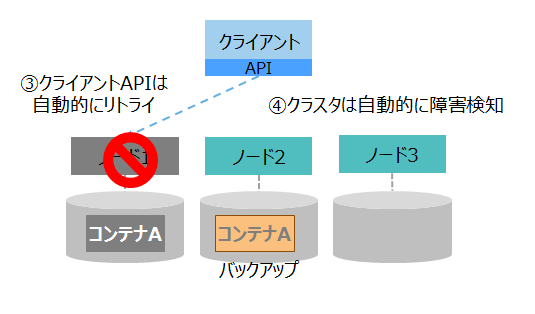 クライアント
API
③クライアントAPIは
自動的にリトライ
④クラスタは自動的に障害検知
ノード1
ノード2
ノード3
コンテナA
コンテナA
バックアップ